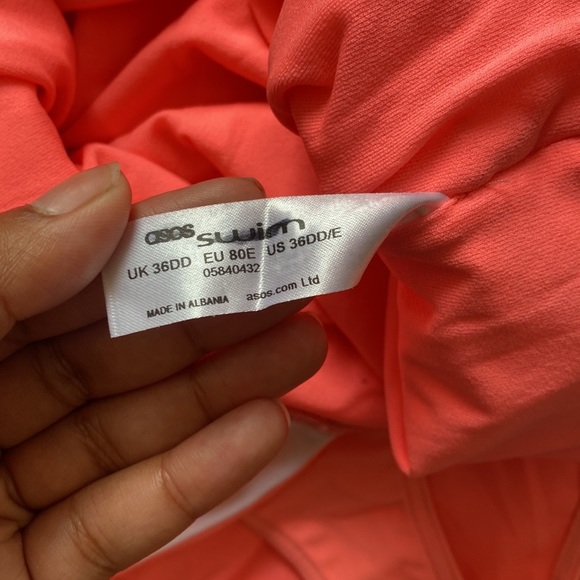 asos swim
UK 36DD EU 80E US 36DD/E
05840432
MADE IN ALBANIA asos.com Ltd